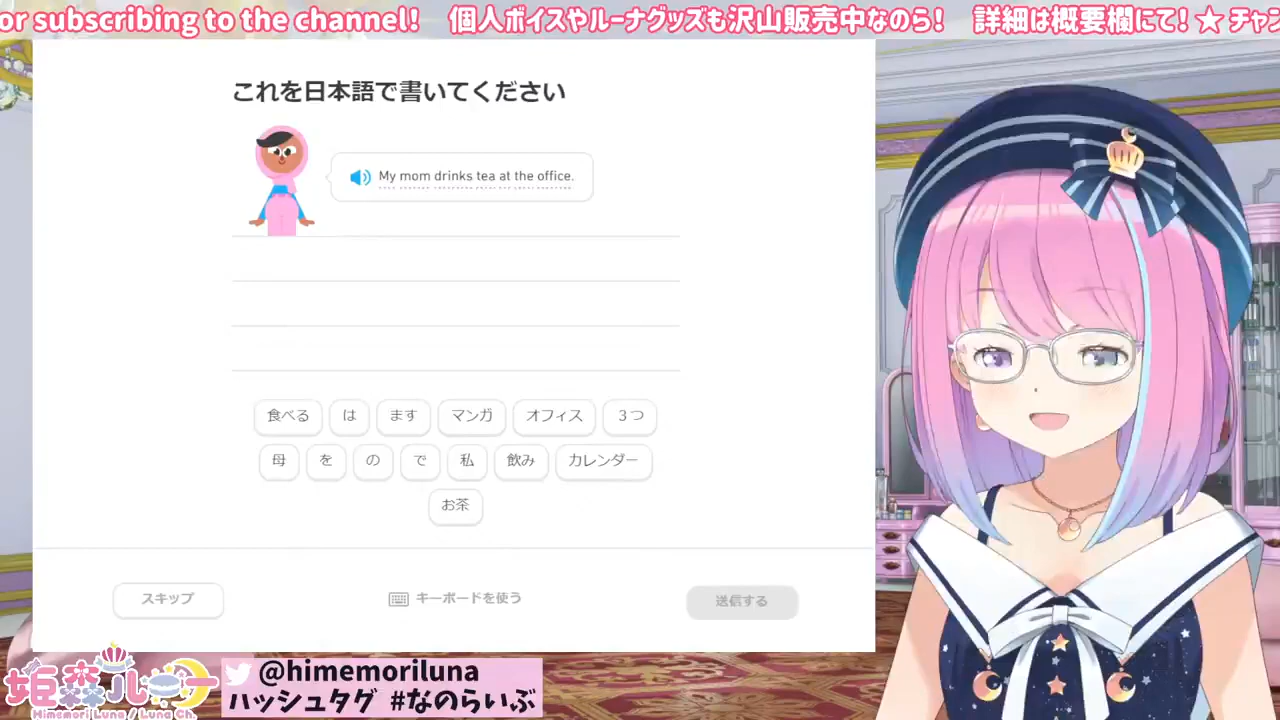 or subscribing to the channel! 個人ボイスやルーナグッズも沢山販売中なのら! 詳細は概要欄にて!★ チャン
これを日本語で書いてください
My mom drinks tea at the office.
食べる は ます マンガ オフィス 3つ
母 を の で 私 飲み カレンダー
お茶
スキップ キーボードを使う 送信する
姫森ルーナ
Himemori Luna / Luna Ch.
@himemoriluna
ハッシュタグ #なのらいぶ